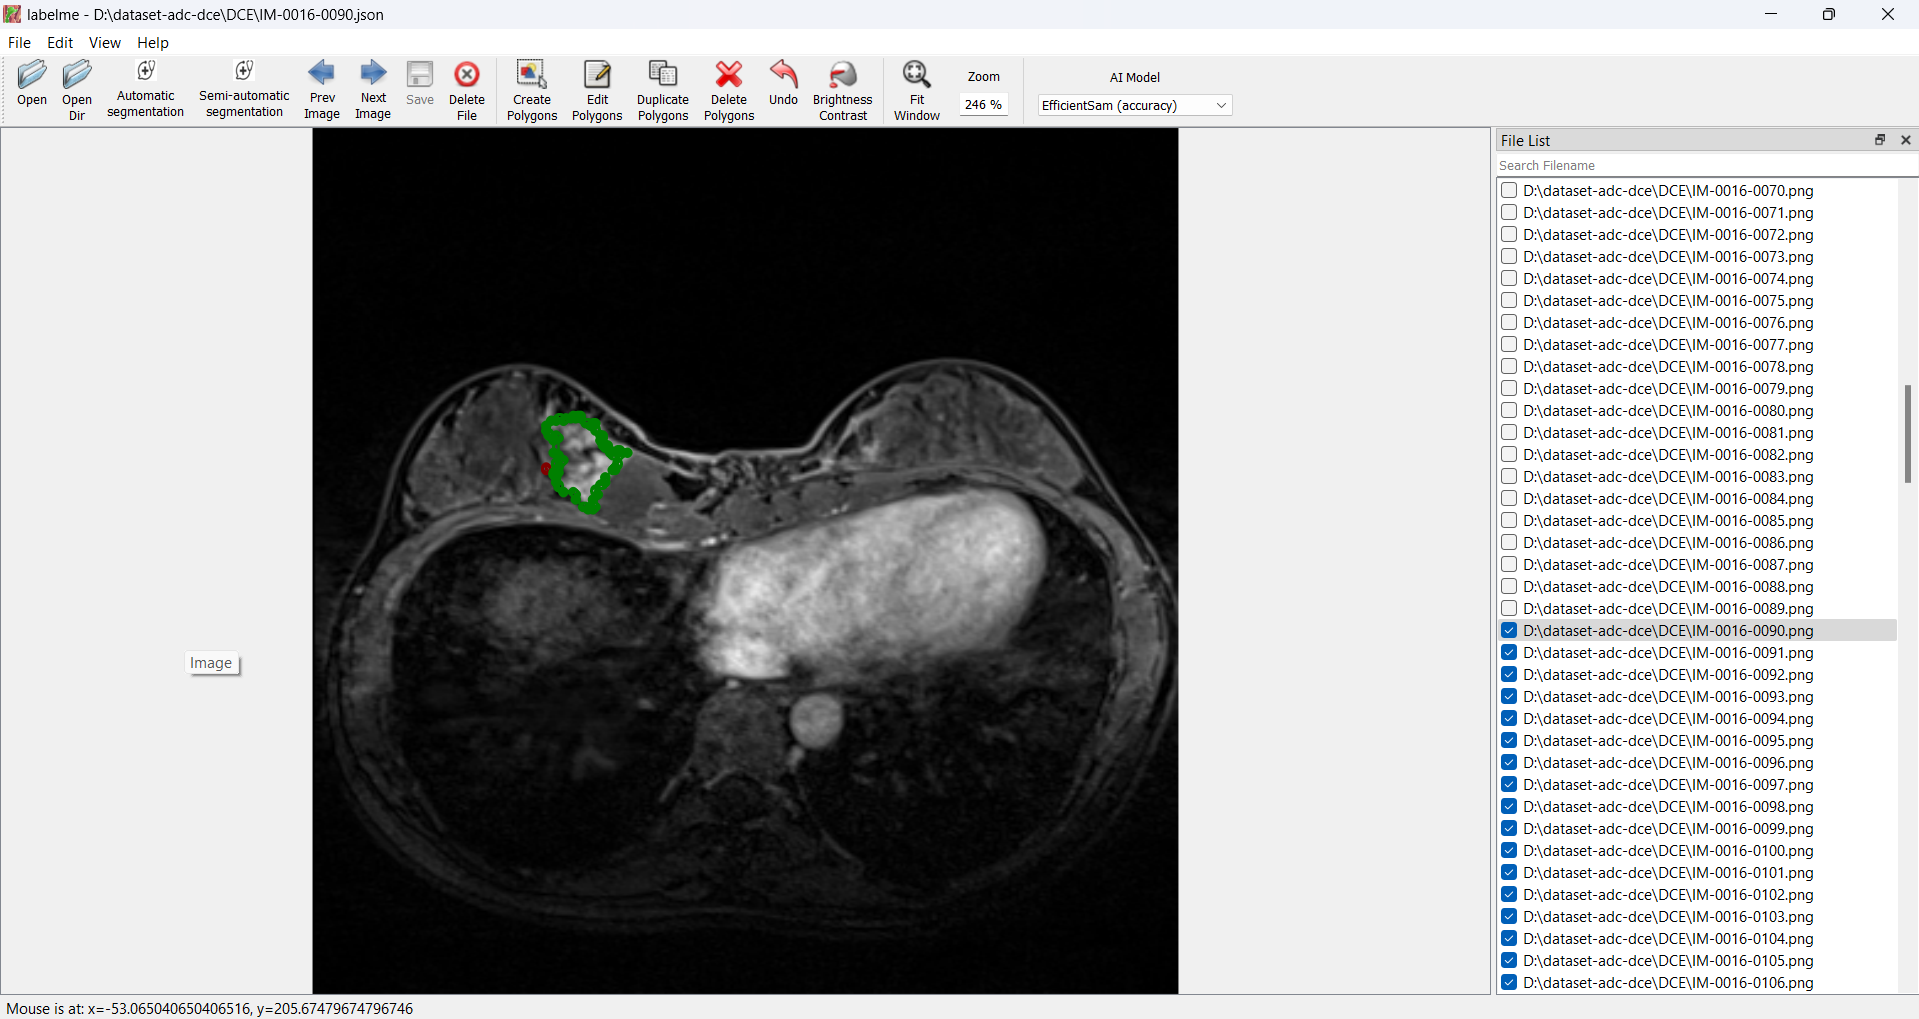 labelme - D:\dataset-adc-dce\DCE\IM-0016-0090.json
File Edit View Help
Open
Open Dir
Automatic segmentation
Semi-automatic segmentation
Prev Image
Next Image
Save
Delete File
Create Polygons
Edit Polygons
Duplicate Polygons
Delete Polygons
Undo
Brightness Contrast
Fit Window
Zoom
246 %
AI Model
EfficientSam (accuracy)
File List
Search Filename
D:\dataset-adc-dce\DCE\IM-0016-0070.png
D:\dataset-adc-dce\DCE\IM-0016-0071.png
D:\dataset-adc-dce\DCE\IM-0016-0072.png
D:\dataset-adc-dce\DCE\IM-0016-0073.png
D:\dataset-adc-dce\DCE\IM-0016-0074.png
D:\dataset-adc-dce\DCE\IM-0016-0075.png
D:\dataset-adc-dce\DCE\IM-0016-0076.png
D:\dataset-adc-dce\DCE\IM-0016-0077.png
D:\dataset-adc-dce\DCE\IM-0016-0078.png
D:\dataset-adc-dce\DCE\IM-0016-0079.png
D:\dataset-adc-dce\DCE\IM-0016-0080.png
D:\dataset-adc-dce\DCE\IM-0016-0081.png
D:\dataset-adc-dce\DCE\IM-0016-0082.png
D:\dataset-adc-dce\DCE\IM-0016-0083.png
D:\dataset-adc-dce\DCE\IM-0016-0084.png
D:\dataset-adc-dce\DCE\IM-0016-0085.png
D:\dataset-adc-dce\DCE\IM-0016-0086.png
D:\dataset-adc-dce\DCE\IM-0016-0087.png
D:\dataset-adc-dce\DCE\IM-0016-0088.png
D:\dataset-adc-dce\DCE\IM-0016-0089.png
D:\dataset-adc-dce\DCE\IM-0016-0090.png
D:\dataset-adc-dce\DCE\IM-0016-0091.png
D:\dataset-adc-dce\DCE\IM-0016-0092.png
D:\dataset-adc-dce\DCE\IM-0016-0093.png
D:\dataset-adc-dce\DCE\IM-0016-0094.png
D:\dataset-adc-dce\DCE\IM-0016-0095.png
D:\dataset-adc-dce\DCE\IM-0016-0096.png
D:\dataset-adc-dce\DCE\IM-0016-0097.png
D:\dataset-adc-dce\DCE\IM-0016-0098.png
D:\dataset-adc-dce\DCE\IM-0016-0099.png
D:\dataset-adc-dce\DCE\IM-0016-0100.png
D:\dataset-adc-dce\DCE\IM-0016-0101.png
D:\dataset-adc-dce\DCE\IM-0016-0102.png
D:\dataset-adc-dce\DCE\IM-0016-0103.png
D:\dataset-adc-dce\DCE\IM-0016-0104.png
D:\dataset-adc-dce\DCE\IM-0016-0105.png
D:\dataset-adc-dce\DCE\IM-0016-0106.png
Image
Mouse is at: x=-53.065040650406516, y=205.67479674796746